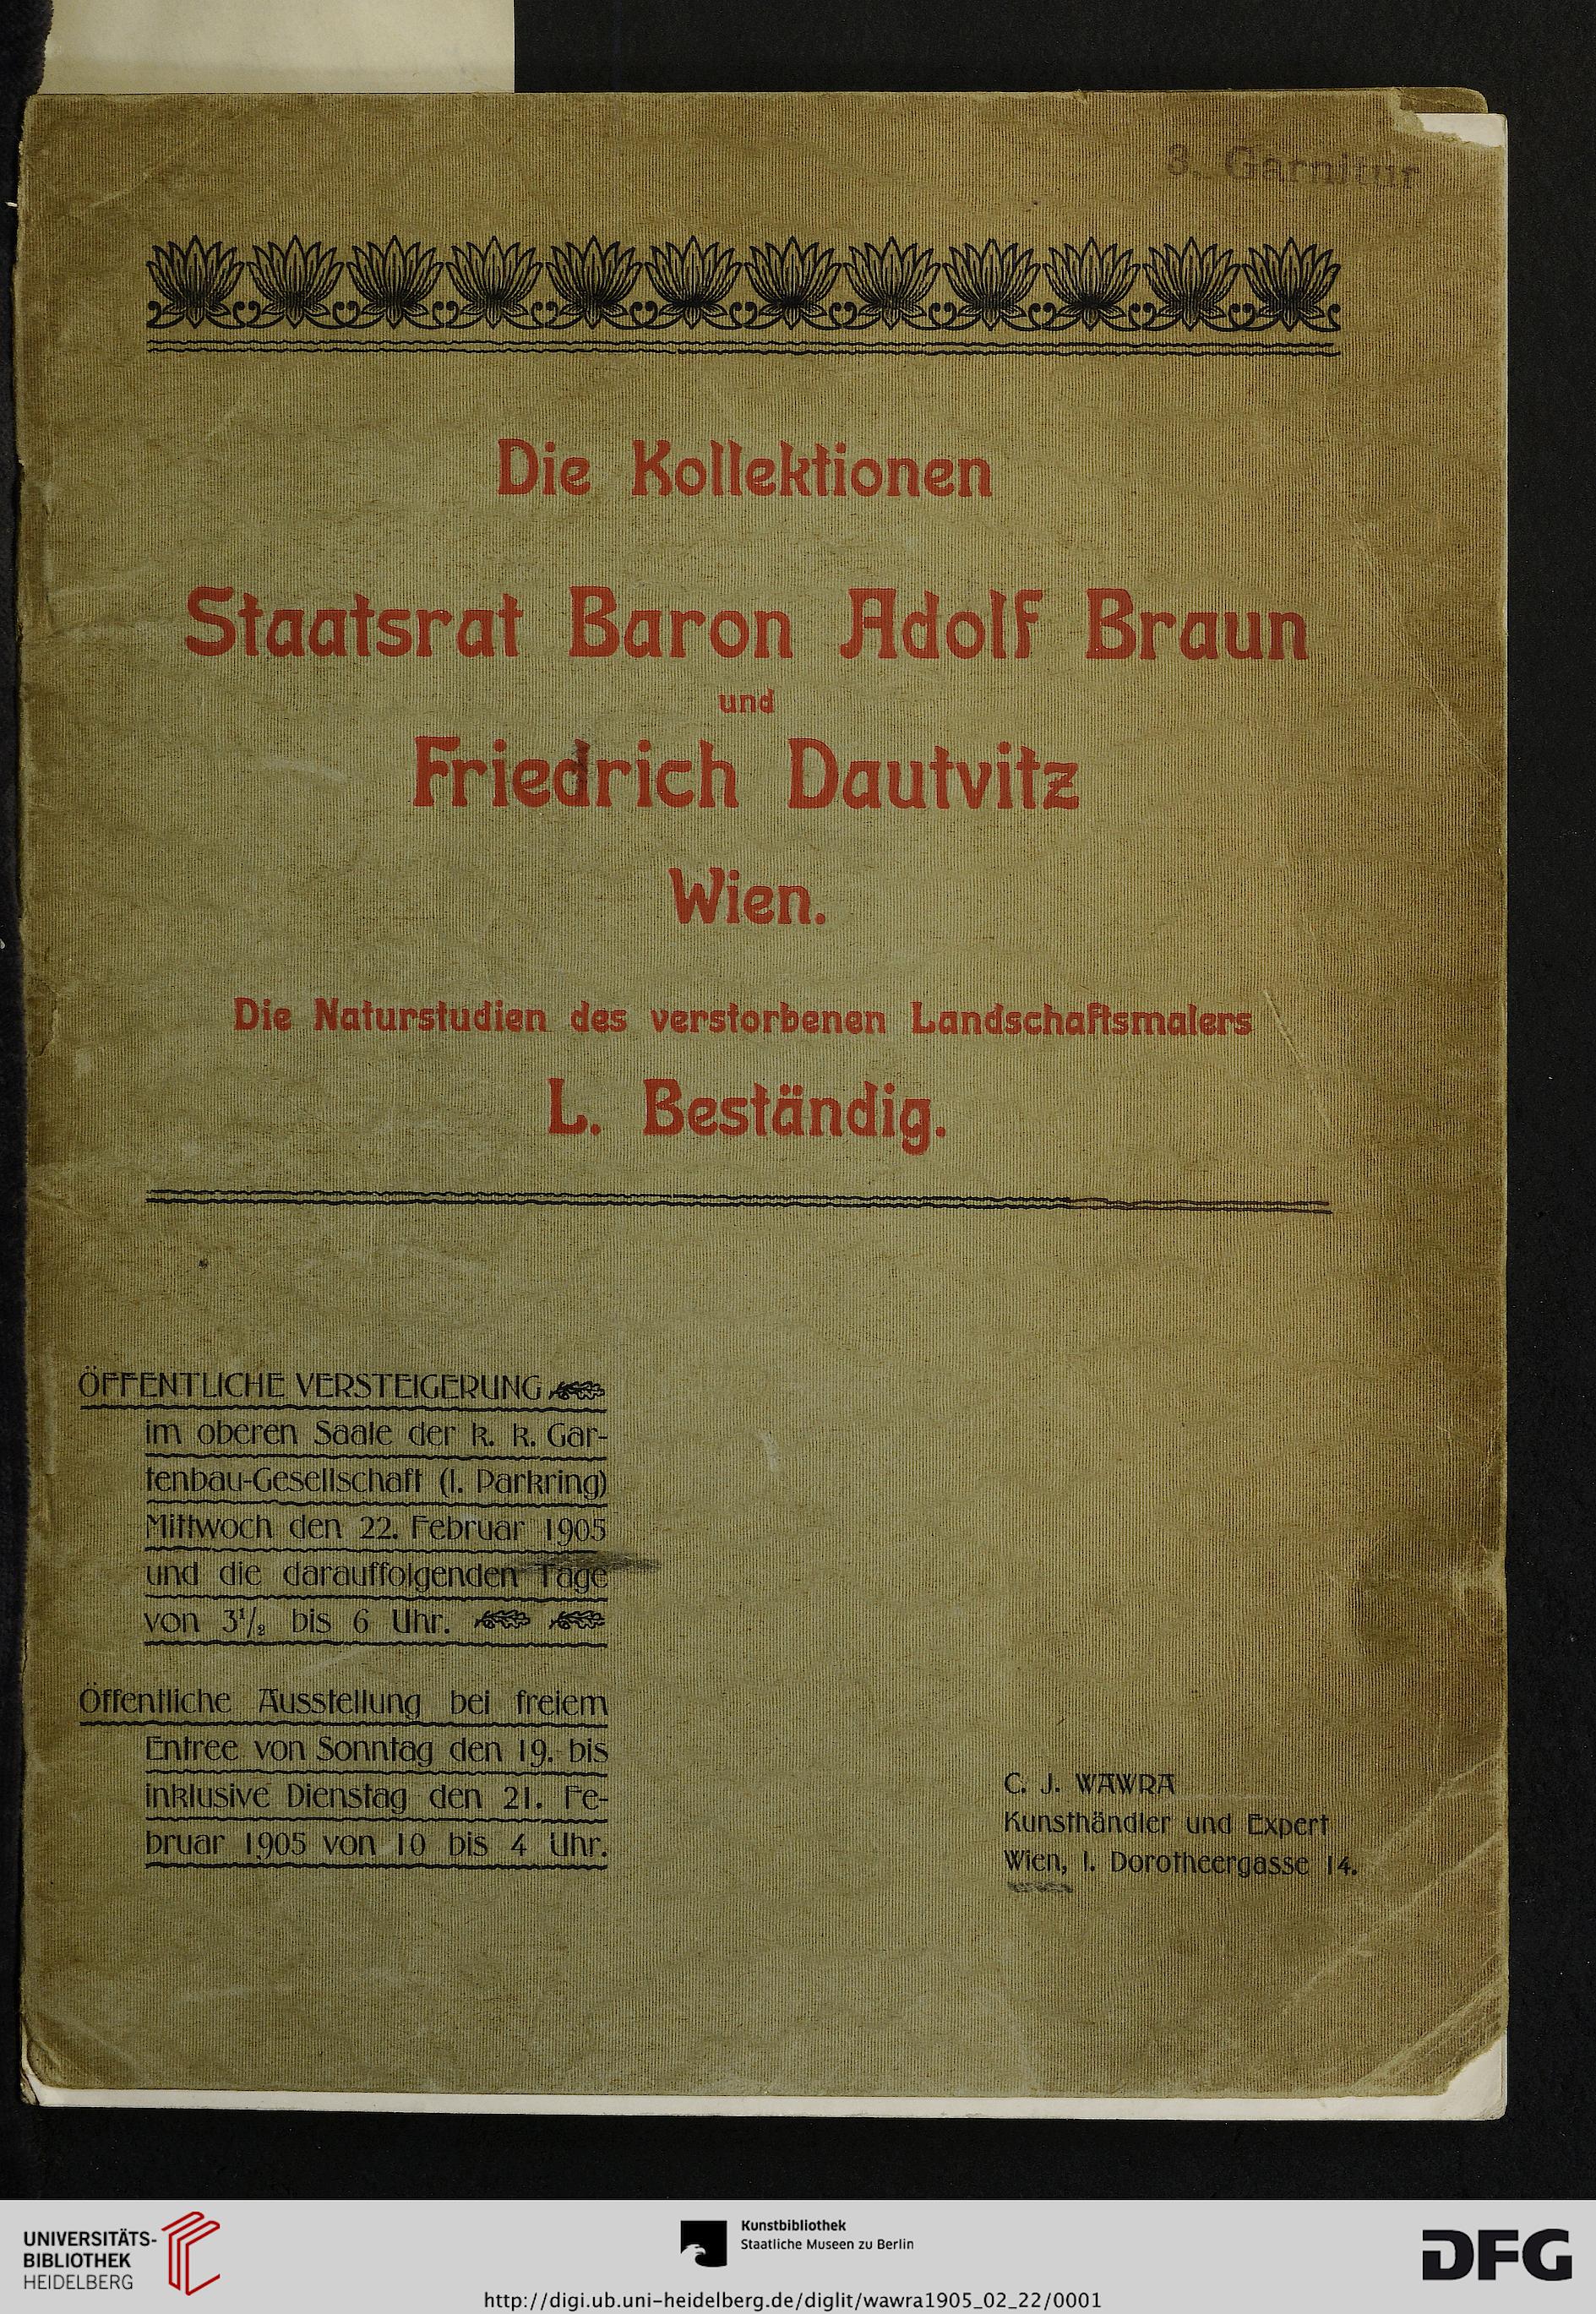 3. Garnitur
Die Kollektionen
Staatsrat Baron Adolf Braun
und
Friedrich Dautvitz
Wien.
Die Naturstudien des verstorbenen Landschaftsmalers
L. Beständig.
ÖFFENTLICHE VERSTEIGERUNG
im oberen Saale der k. k. Gar-
tenbau-Gesellschaft (I. Parkring)
Mittwoch den 22. Februar 1905
und die darauffolgenden Tage
von 3½ bis 6 Uhr.
Öffentliche Ausstellung bei freiem
Entree von Sonntag den 19. bis
inklusive Dienstag den 21. Fe-
bruar 1905 von 10 bis 4 Uhr.
C. J. WAWRA
Kunsthändler und Expert
Wien, I. Dorotheergasse 14.
UNIVERSITÄTS-
BIBLIOTHEK
HEIDELBERG
Kunstbibliothek
Staatliche Museen zu Berlin
DFG
http://digi.ub.uni-heidelberg.de/diglit/wawra1905_02_22/0001